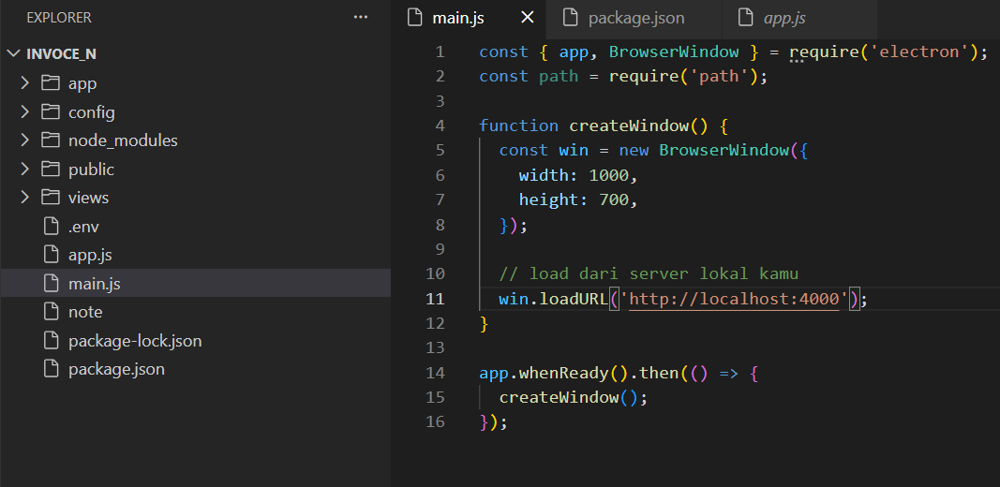 EXPLORER ···
INVOCE_N
app
config
node_modules
public
views
.env
app.js
main.js
note
package-lock.json
package.json
main.js
package.json
app.js
1 const { app, BrowserWindow } = require('electron');
2 const path = require('path');
3
4 function createWindow() {
5 const win = new BrowserWindow({
6 width: 1000,
7 height: 700,
8 });
9
10 // load dari server lokal kamu
11 win.loadURL('http://localhost:4000');
12 }
13
14 app.whenReady().then(() => {
15 createWindow();
16 });